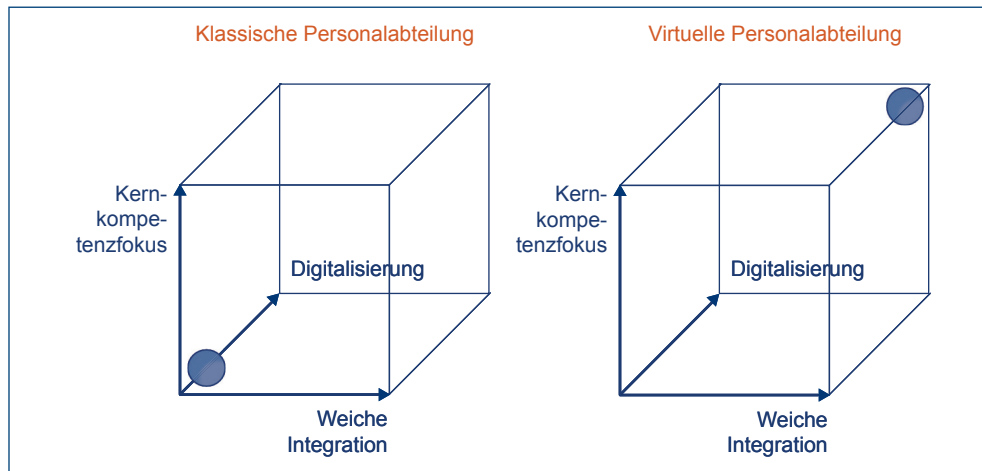 Klassische Personalabteilung
Kern-
kompe-
tenzfokus
Digitalisierung
Weiche
Integration
Virtuelle Personalabteilung
Kern-
kompe-
tenzfokus
Digitalisierung
Weiche
Integration